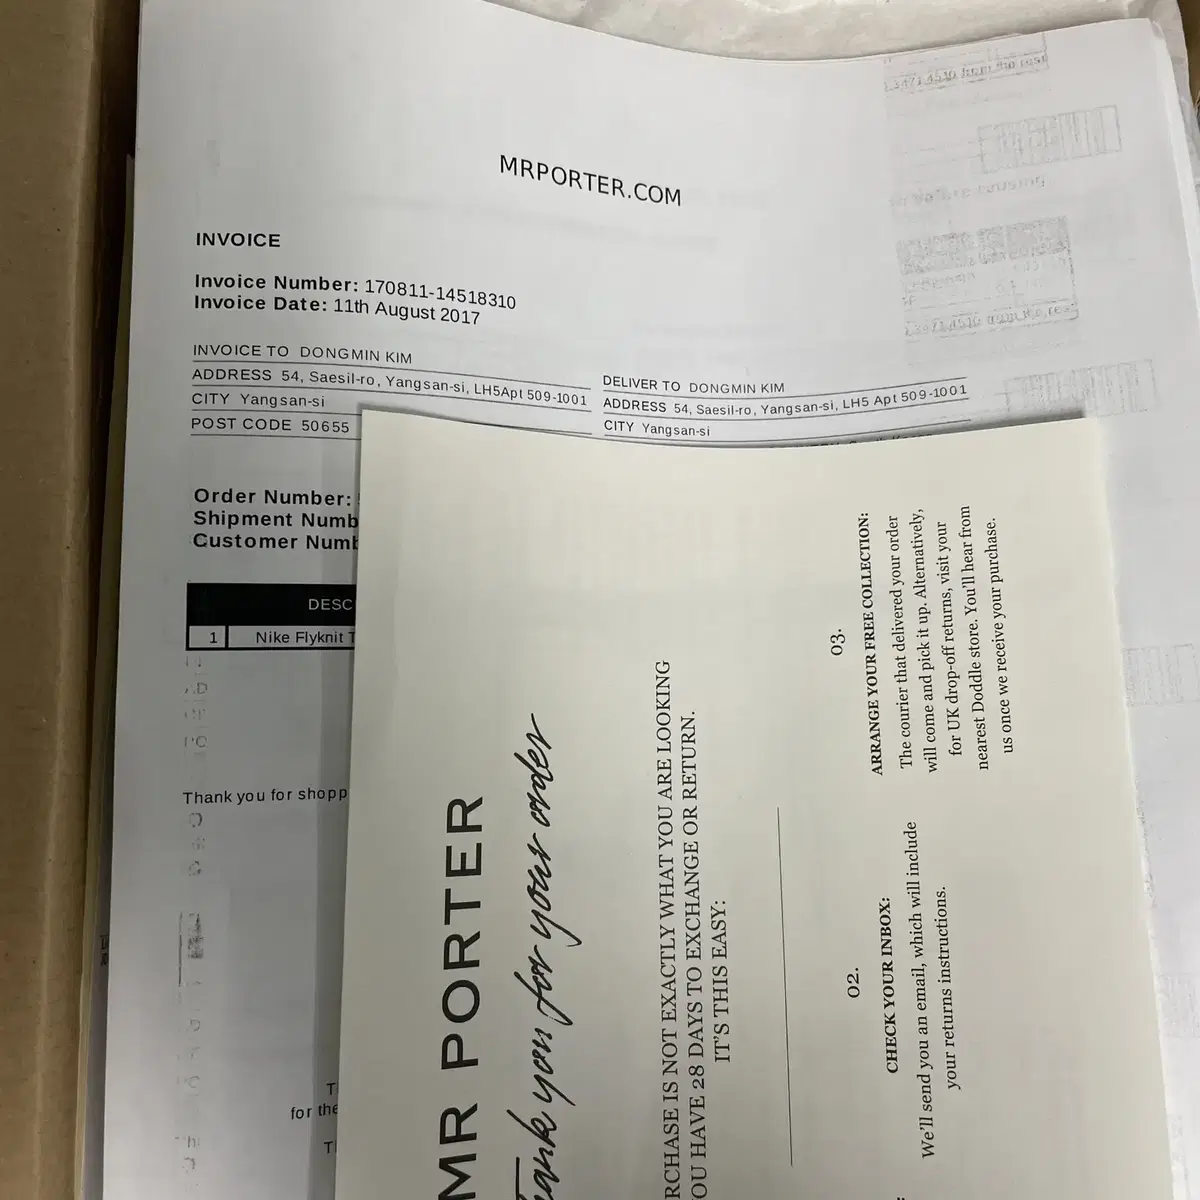 MRPORTER.COM
INVOICE
Invoice Number: 170811-14518310
Invoice Date: 11th August 2017
INVOICE TO DONGMIN KIM
ADDRESS 54, Saesil-ro, Yangsan-si, LH5Apt 509-1001
CITY Yangsan-si
POST CODE 50655
DELIVER TO DONGMIN KIM
ADDRESS 54, Saesil-ro, Yangsan-si, LH5 Apt 509-1001
CITY Yangsan-si
Order Number:
Shipment Numb
Customer Numb
DESC
1 Nike Flyknit T
Thank you for shopp
for the
MR PORTER
Thank you for your order
RCHASE IS NOT EXACTLY WHAT YOU ARE LOOKING
OU HAVE 28 DAYS TO EXCHANGE OR RETURN.
IT'S THIS EASY:
02.
CHECK YOUR INBOX:
We'll send you an email, which will include
your returns instructions.
03.
ARRANGE YOUR FREE COLLECTION:
The courier that delivered your order
will come and pick it up. Alternatively,
for UK drop-off returns, visit your
nearest Doddle store. You'll hear from
us once we receive your purchase.